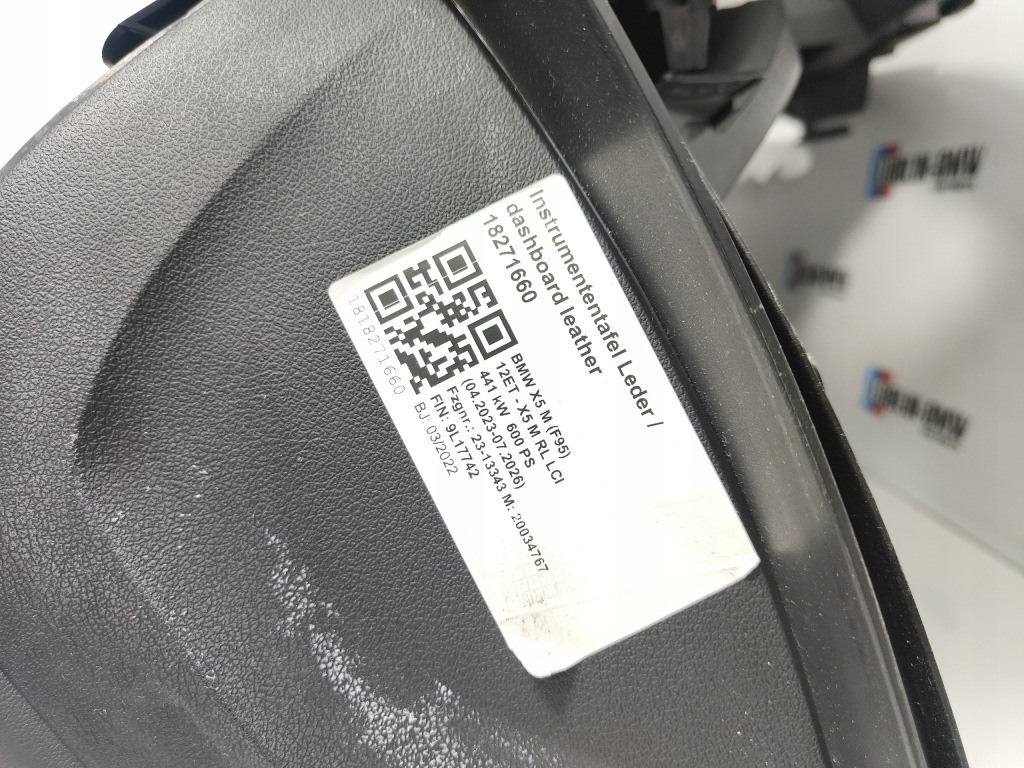 Instrumententafel Leder /
dashboard leather
18271660
1818271660
BMW X5 M (F95)
12ET X5 M RL LCI
441 kW 600 PS
(04.2023-07.2026)
Fzgnr.: 23-13343 M: 20034767
FIN: 9L17742
BJ: 03/2022